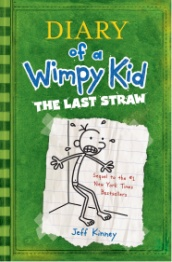 DIARY
of a
Wimpy Kid
THE LAST STRAW
Sequel to the #1
New York Times
Bestsellers
Jeff Kinney